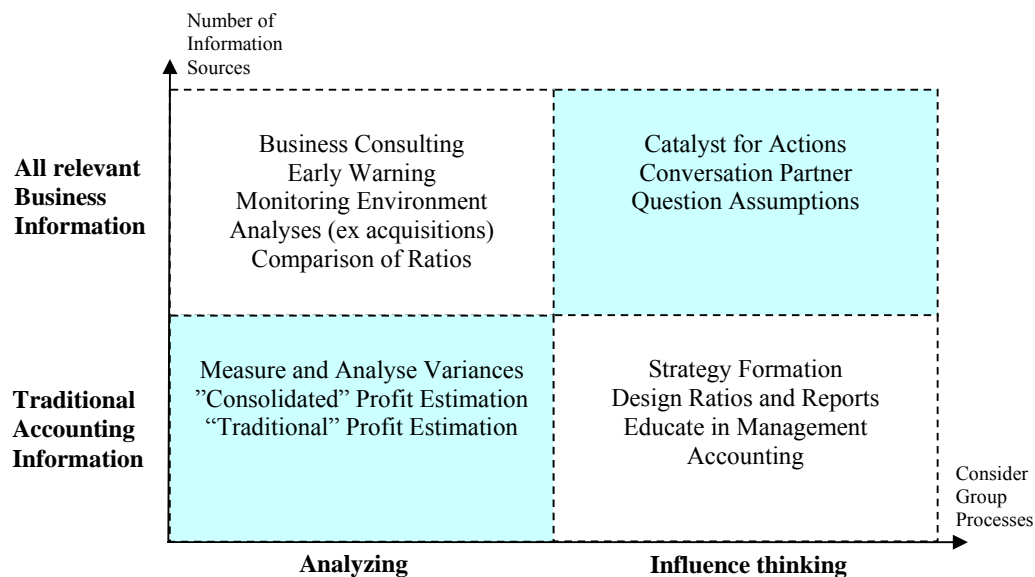 Number of
Information
Sources
All relevant
Business
Information
Business Consulting
Early Warning
Monitoring Environment
Analyses (ex acquisitions)
Comparison of Ratios
Catalyst for Actions
Conversation Partner
Question Assumptions
Traditional
Accounting
Information
Measure and Analyse Variances
”Consolidated” Profit Estimation
“Traditional” Profit Estimation
Strategy Formation
Design Ratios and Reports
Educate in Management
Accounting
Consider
Group
Processes
Analyzing
Influence thinking